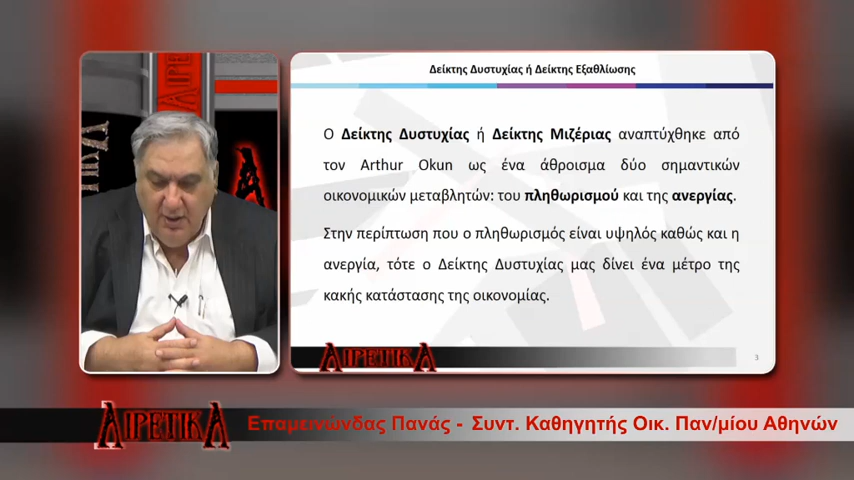 ΑΙΡΕΤ
ΠΙΚΑ
Δείκτης Δυστυχίας ή Δείκτης Εξαθλίωσης
Ο Δείκτης Δυστυχίας ή Δείκτης Μιζέριας αναπτύχθηκε από
τον Arthur Okun ως ένα άθροισμα δύο σημαντικών
οικονομικών μεταβλητών: του πληθωρισμού και της ανεργίας.
Στην περίπτωση που ο πληθωρισμός είναι υψηλός καθώς και η
ανεργία, τότε ο Δείκτης Δυστυχίας μας δίνει ένα μέτρο της
κακής κατάστασης της οικονομίας.
ΑΙΡΕΤΙΚΑ
3
ΑΙΡΕΤΙΚΑ
Επαμεινώνδας Πανάς - Συντ. Καθηγητής Οικ. Παν/μίου Αθηνών